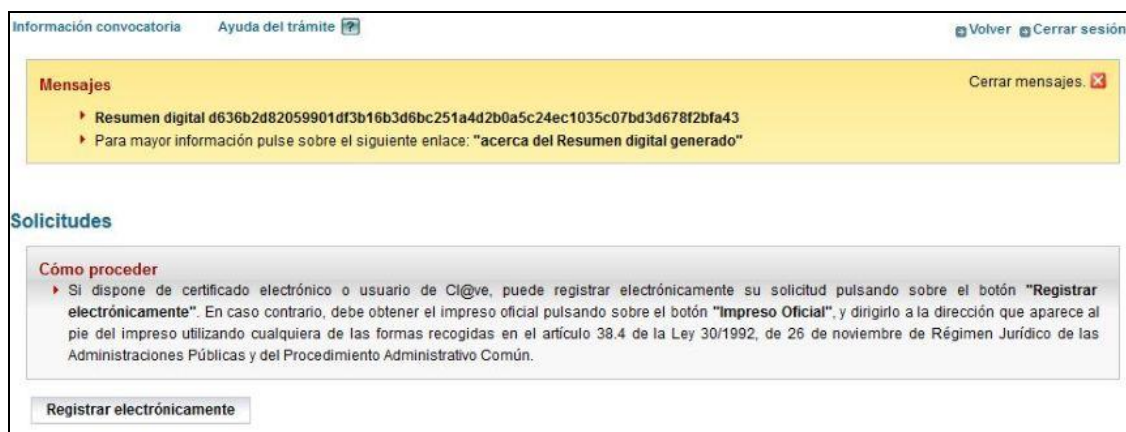 Información convocatoria Ayuda del trámite ? Volver Cerrar sesión
Mensajes Cerrar mensajes.
Resumen digital d636b2d82059901df3b16b3d6bc251a4d2b0a5c24ec1035c07bd3d678f2bfa43
Para mayor información pulse sobre el siguiente enlace: "acerca del Resumen digital generado"
Solicitudes
Cómo proceder
Si dispone de certificado electrónico o usuario de Cl@ve, puede registrar electrónicamente su solicitud pulsando sobre el botón "Registrar
electrónicamente". En caso contrario, debe obtener el impreso oficial pulsando sobre el botón "Impreso Oficial", y dirigirlo a la dirección que aparece al
pie del impreso utilizando cualquiera de las formas recogidas en el artículo 38.4 de la Ley 30/1992, de 26 de noviembre de Régimen Jurídico de las
Administraciones Públicas y del Procedimiento Administrativo Común.
Registrar electrónicamente